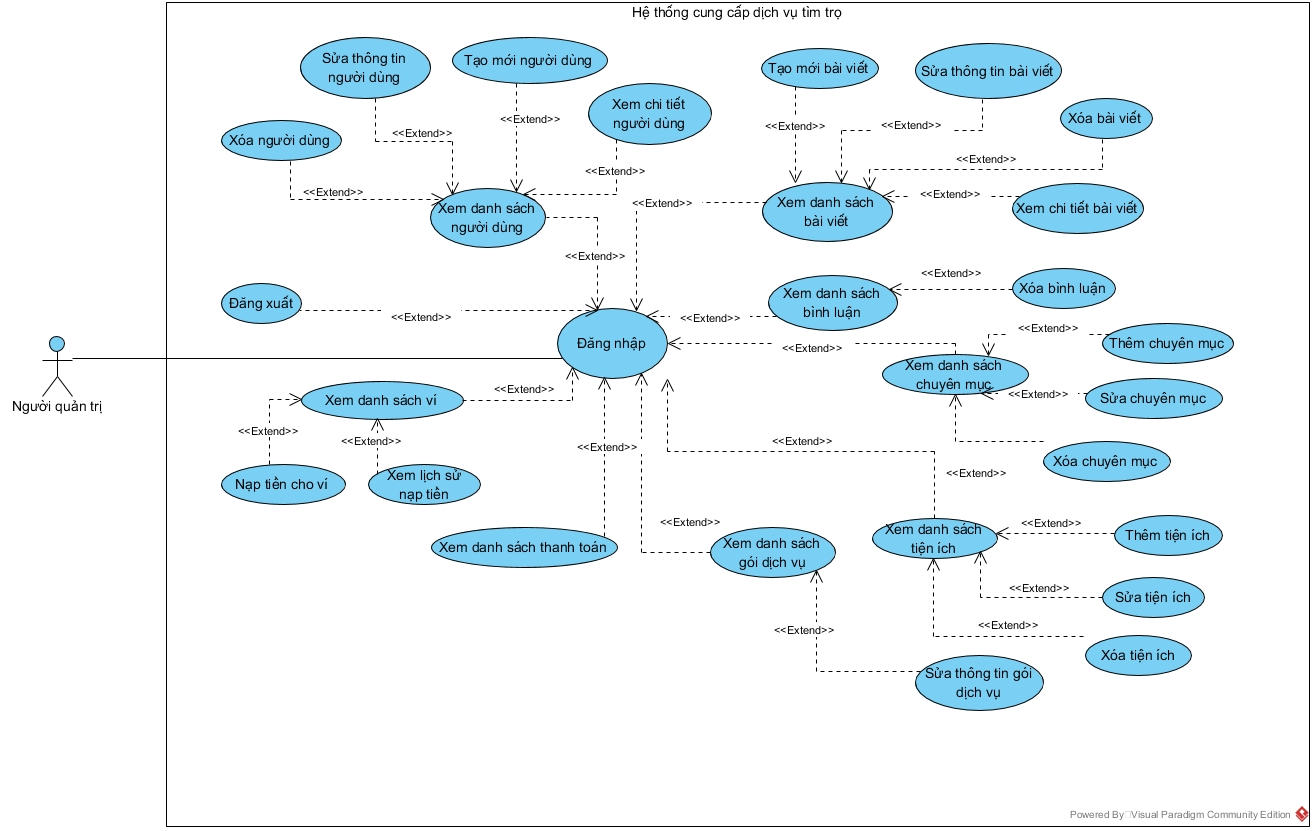 Hệ thống cung cấp dịch vụ tìm trọ
Sửa thông tin
người dùng
Tạo mới người dùng
Xem chi tiết
người dùng
Xóa người dùng
<<Extend>>
<<Extend>>
<<Extend>>
<<Extend>>
Xem danh sách
người dùng
<<Extend>>
Tạo mới bài viết
Sửa thông tin bài viết
Xóa bài viết
<<Extend>>
<<Extend>>
<<Extend>>
<<Extend>>
<<Extend>>
Xem danh sách
bài viết
Xem chi tiết bài viết
Đăng xuất
<<Extend>>
Đăng nhập
<<Extend>>
Xem danh sách
bình luận
<<Extend>>
Xóa bình luận
<<Extend>>
Xem danh sách
chuyên mục
<<Extend>>
Thêm chuyên mục
<<Extend>>
Sửa chuyên mục
<<Extend>>
Xóa chuyên mục
Người quản trị
Xem danh sách ví
<<Extend>>
<<Extend>>
<<Extend>>
Nạp tiền cho ví
Xem lịch sử
nạp tiền
<<Extend>>
Xem danh sách thanh toán
<<Extend>>
Xem danh sách
gói dịch vụ
<<Extend>>
Xem danh sách
tiện ích
<<Extend>>
Thêm tiện ích
<<Extend>>
Sửa tiện ích
<<Extend>>
Xóa tiện ích
<<Extend>>
Sửa thông tin gói
dịch vụ
Powered By Visual Paradigm Community Edition